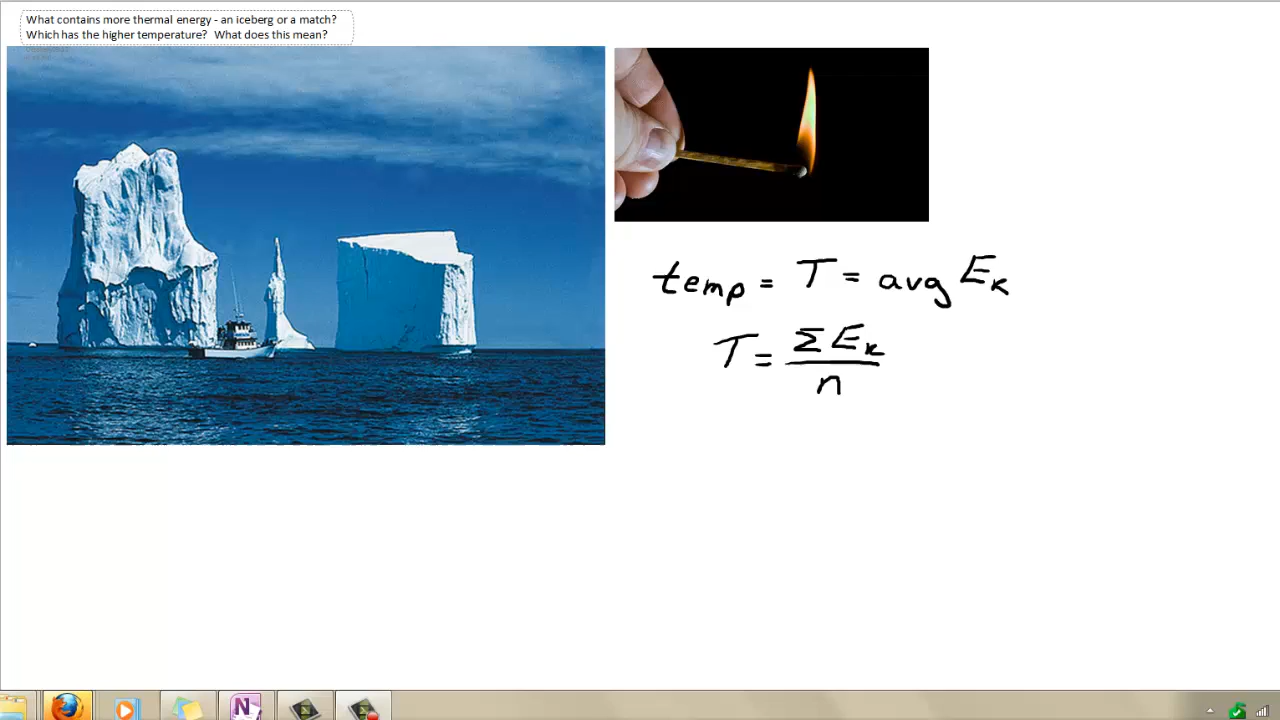 What contains more thermal energy - an iceberg or a match?
Which has the higher temperature? What does this mean?
temp = T = avg Eₖ
T = Σ Eₖ / n
N